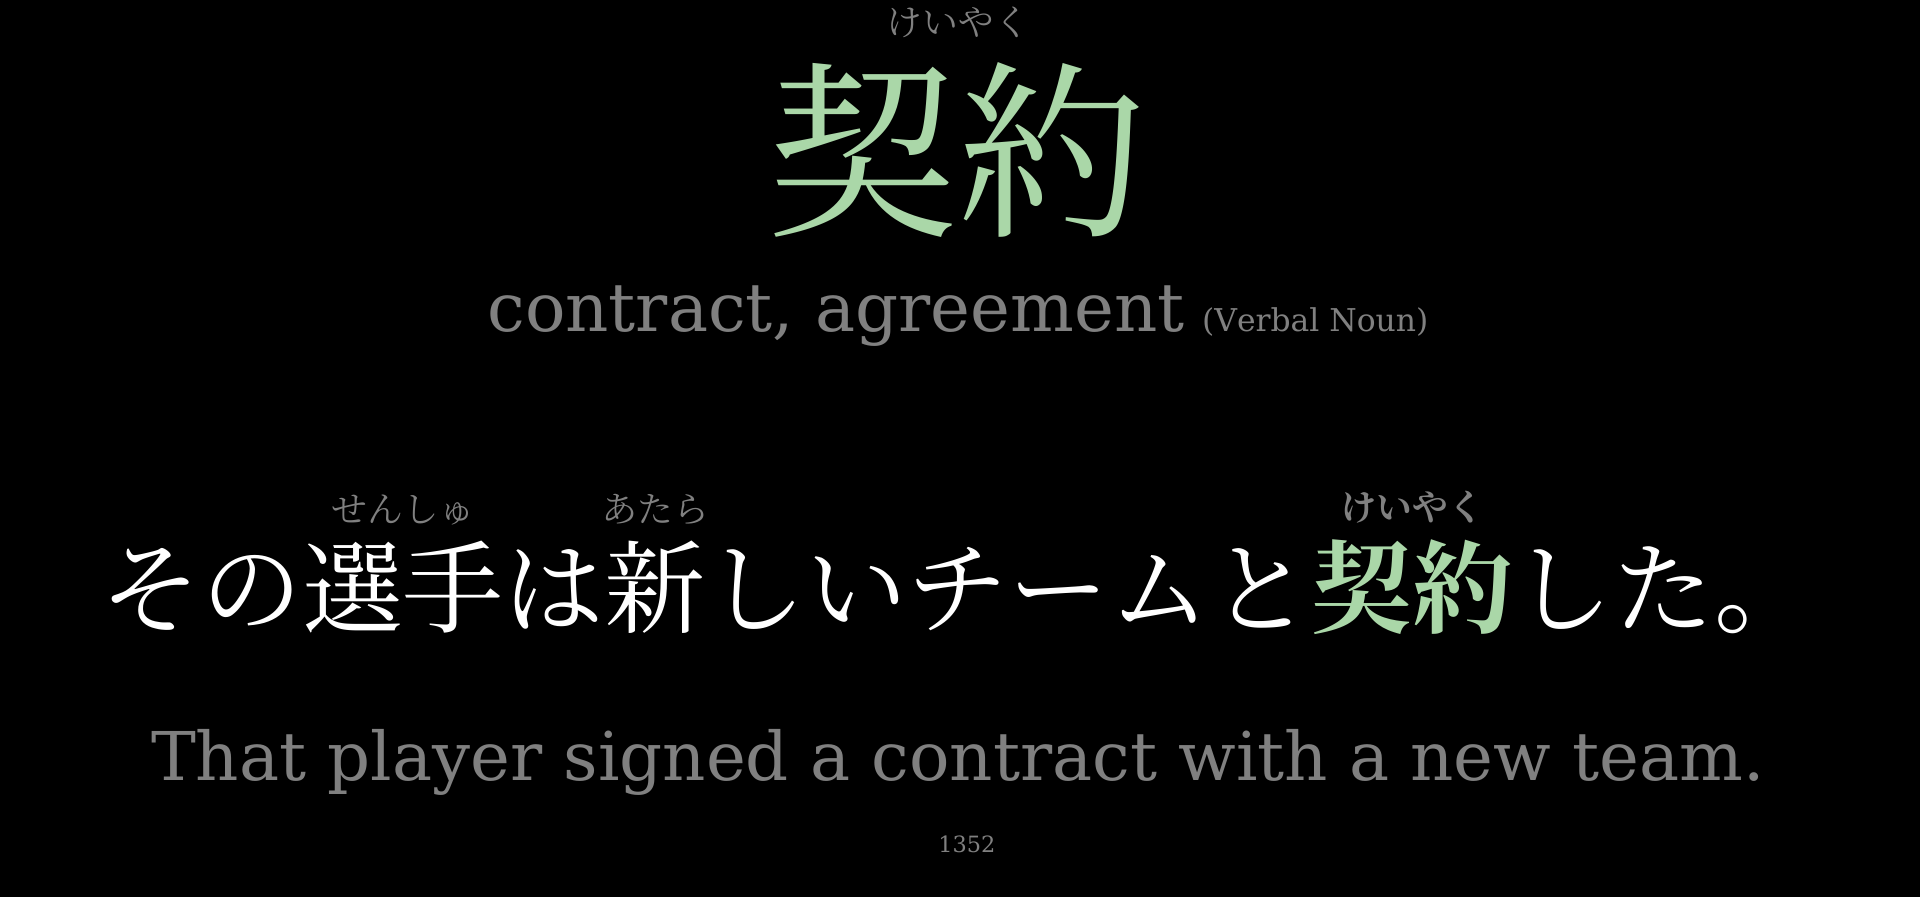 けいやく
契約
contract, agreement (Verbal Noun)
せんしゅ あたら けいやく
その選手は新しいチームと契約した。
That player signed a contract with a new team.
1352